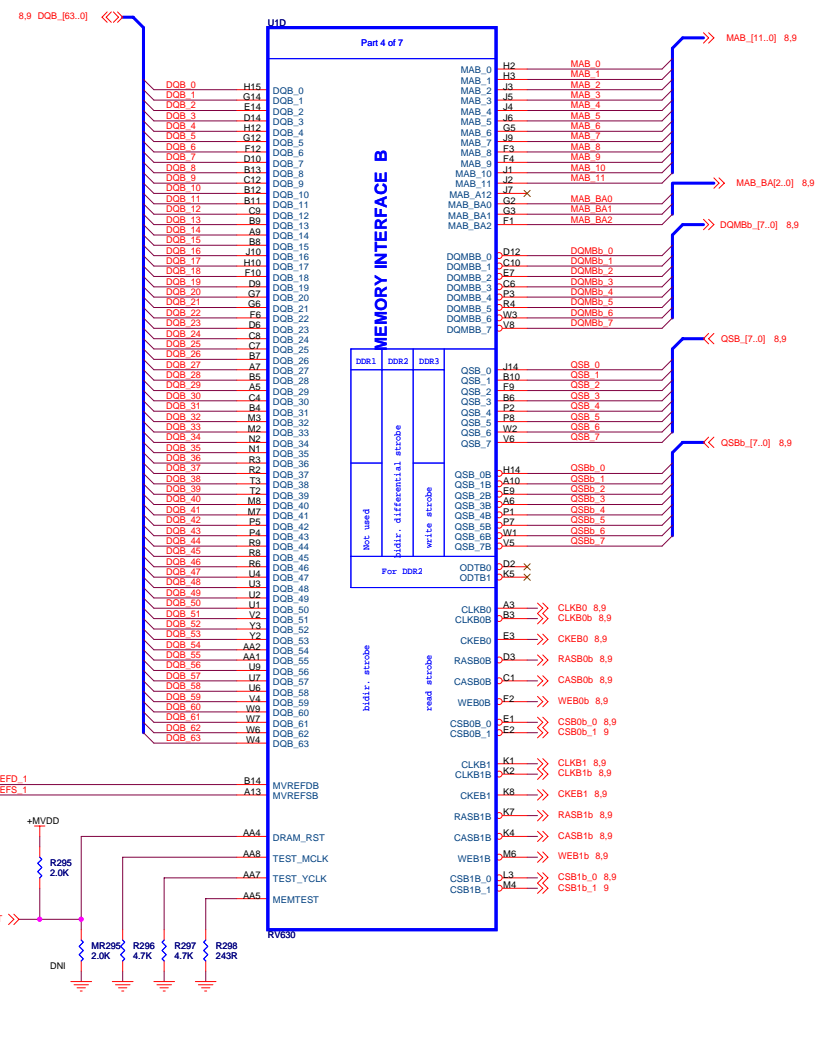 8,9 DQB_[63..0]
U1D
Part 4 of 7
MEMORY INTERFACE B
DQB_0 H15 DQB_0
DQB_1 G14 DQB_1
DQB_2 E14 DQB_2
DQB_3 D14 DQB_3
DQB_4 H12 DQB_4
DQB_5 G12 DQB_5
DQB_6 F12 DQB_6
DQB_7 D10 DQB_7
DQB_8 B13 DQB_8
DQB_9 C12 DQB_9
DQB_10 B12 DQB_10
DQB_11 B11 DQB_11
DQB_12 C9 DQB_12
DQB_13 B9 DQB_13
DQB_14 A9 DQB_14
DQB_15 B8 DQB_15
DQB_16 J10 DQB_16
DQB_17 H10 DQB_17
DQB_18 F10 DQB_18
DQB_19 D9 DQB_19
DQB_20 G7 DQB_20
DQB_21 G6 DQB_21
DQB_22 F6 DQB_22
DQB_23 D6 DQB_23
DQB_24 C8 DQB_24
DQB_25 C7 DQB_25
DQB_26 B7 DQB_26
DQB_27 A7 DQB_27
DQB_28 B5 DQB_28
DQB_29 A5 DQB_29
DQB_30 C4 DQB_30
DQB_31 B4 DQB_31
DQB_32 M3 DQB_32
DQB_33 M2 DQB_33
DQB_34 N2 DQB_34
DQB_35 N1 DQB_35
DQB_36 R3 DQB_36
DQB_37 R2 DQB_37
DQB_38 T3 DQB_38
DQB_39 T2 DQB_39
DQB_40 M8 DQB_40
DQB_41 M7 DQB_41
DQB_42 P5 DQB_42
DQB_43 P4 DQB_43
DQB_44 R9 DQB_44
DQB_45 R8 DQB_45
DQB_46 R6 DQB_46
DQB_47 U4 DQB_47
DQB_48 U3 DQB_48
DQB_49 U2 DQB_49
DQB_50 U1 DQB_50
DQB_51 V2 DQB_51
DQB_52 Y3 DQB_52
DQB_53 Y2 DQB_53
DQB_54 AA2 DQB_54
DQB_55 AA1 DQB_55
DQB_56 U9 DQB_56
DQB_57 U7 DQB_57
DQB_58 U6 DQB_58
DQB_59 V4 DQB_59
DQB_60 W9 DQB_60
DQB_61 W7 DQB_61
DQB_62 W6 DQB_62
DQB_63 W4 DQB_63
EFD_1 B14 MVREFDB
EFS_1 A13 MVREFSB
AA4 DRAM_RST
AA8 TEST_MCLK
AA7 TEST_YCLK
AA5 MEMTEST
RV630
DDR1 DDR2 DDR3
Not used
bidir. differential strobe
write strobe
For DDR2
bidir. strobe
read strobe
MAB_[11..0] 8,9
MAB_0 H2 MAB_0
MAB_1 H3 MAB_1
MAB_2 J3 MAB_2
MAB_3 J5 MAB_3
MAB_4 J4 MAB_4
MAB_5 J6 MAB_5
MAB_6 G5 MAB_6
MAB_7 J9 MAB_7
MAB_8 F3 MAB_8
MAB_9 F4 MAB_9
MAB_10 J1 MAB_10
MAB_11 J2 MAB_11
MAB_A12 J7
MAB_BA[2..0] 8,9
MAB_BA0 G2 MAB_BA0
MAB_BA1 G3 MAB_BA1
MAB_BA2 F1 MAB_BA2
DQMBb_[7..0] 8,9
DQMBB_0 D12 DQMBb_0
DQMBB_1 C10 DQMBb_1
DQMBB_2 E7 DQMBb_2
DQMBB_3 C6 DQMBb_3
DQMBB_4 P3 DQMBb_4
DQMBB_5 R4 DQMBb_5
DQMBB_6 W3 DQMBb_6
DQMBB_7 V8 DQMBb_7
QSB_[7..0] 8,9
QSB_0 J14 QSB_0
QSB_1 B10 QSB_1
QSB_2 F9 QSB_2
QSB_3 B6 QSB_3
QSB_4 P2 QSB_4
QSB_5 P8 QSB_5
QSB_6 W2 QSB_6
QSB_7 V6 QSB_7
QSBb_[7..0] 8,9
QSB_0B H14 QSBb_0
QSB_1B A10 QSBb_1
QSB_2B E9 QSBb_2
QSB_3B A6 QSBb_3
QSB_4B P1 QSBb_4
QSB_5B P7 QSBb_5
QSB_6B W1 QSBb_6
QSB_7B V5 QSBb_7
ODTB0 D2
ODTB1 K5
CLKB0 A3 CLKB0 8,9
CLKB0B B3 CLKB0b 8,9
CKEB0 E3 CKEB0 8,9
RASB0B D3 RASB0b 8,9
CASB0B C1 CASB0b 8,9
WEB0B F2 WEB0b 8,9
CSB0B_0 E1 CSB0b_0 8,9
CSB0B_1 E2 CSB0b_1 9
CLKB1 K1 CLKB1 8,9
CLKB1B K2 CLKB1b 8,9
CKEB1 K8 CKEB1 8,9
RASB1B K7 RASB1b 8,9
CASB1B K4 CASB1b 8,9
WEB1B M6 WEB1b 8,9
CSB1B_0 L3 CSB1b_0 8,9
CSB1B_1 M4 CSB1b_1 9
+MVDD
R295
2.0K
MR295
2.0K
DNI
R296
4.7K
R297
4.7K
R298
243R